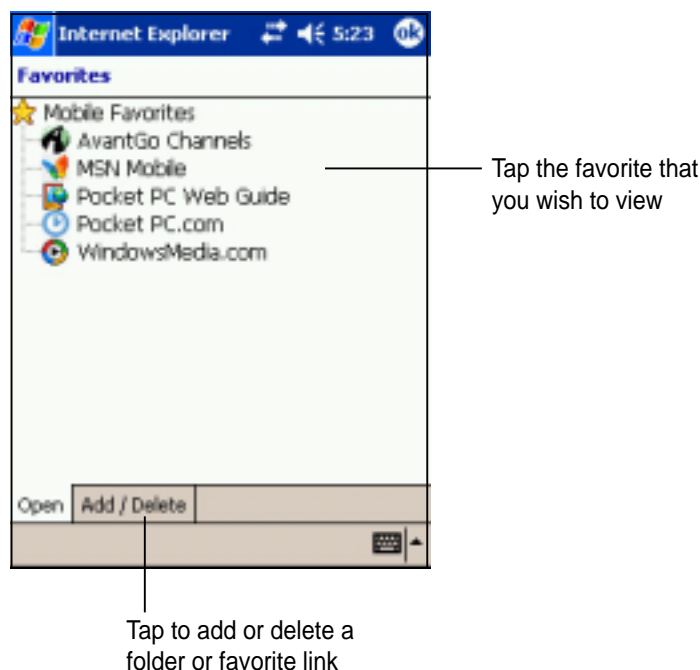 Internet Explorer 5:23 ok
Favorites
Mobile Favorites
AvantGo Channels
MSN Mobile
Pocket PC Web Guide
Pocket PC.com
WindowsMedia.com
Tap the favorite that
you wish to view
Open Add / Delete
Tap to add or delete a
folder or favorite link